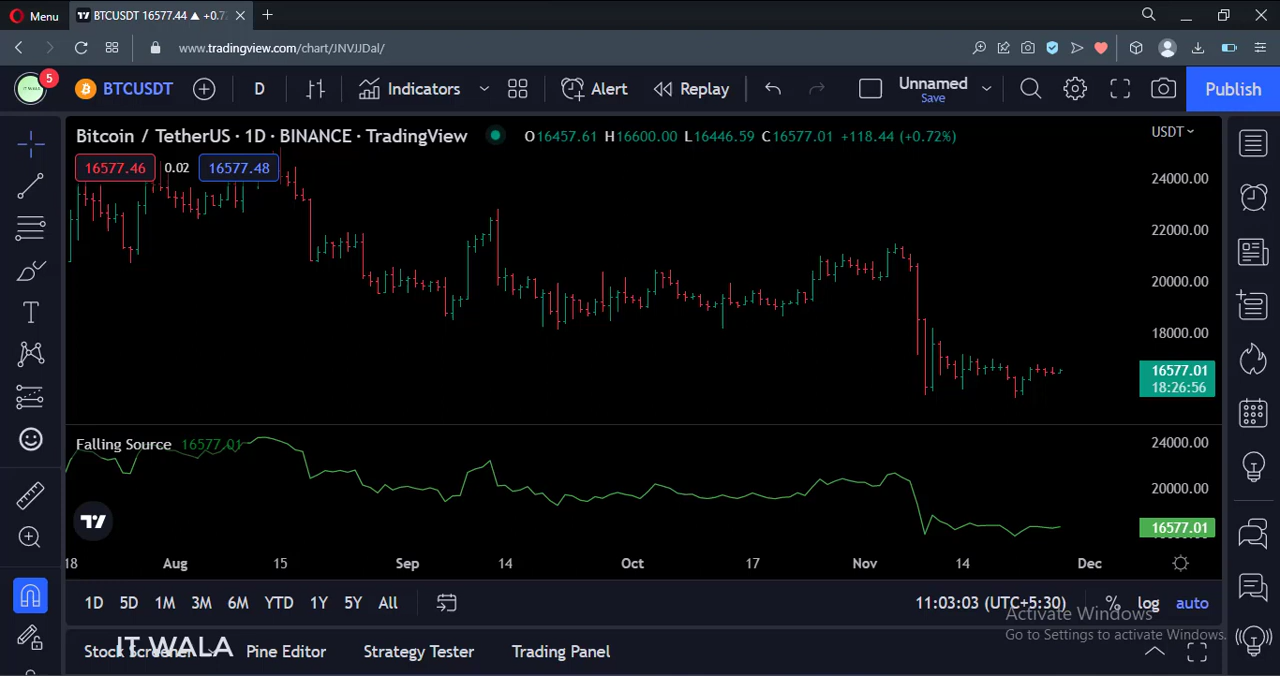 Menu
BTCUSDT 16577.44 ▲ +0.7
www.tradingview.com/chart/JNVJJDal/
IT WALA
5
BTCUSDT
D
Indicators
Alert
Replay
Unnamed
Save
Publish
Bitcoin / TetherUS · 1D · BINANCE · TradingView
O16457.61 H16600.00 L16446.59 C16577.01 +118.44 (+0.72%)
USDT
16577.46
0.02
16577.48
24000.00
22000.00
20000.00
18000.00
16577.01
18:26:56
Falling Source 16577.01
24000.00
20000.00
16577.01
18 Aug 15 Sep 14 Oct 17 Nov 14 Dec
1D 5D 1M 3M 6M YTD 1Y 5Y All
11:03:03 (UTC+5:30) % log auto
Activate Windows
Go to Settings to activate Windows.
Stock Screener
IT WALA
Pine Editor
Strategy Tester
Trading Panel